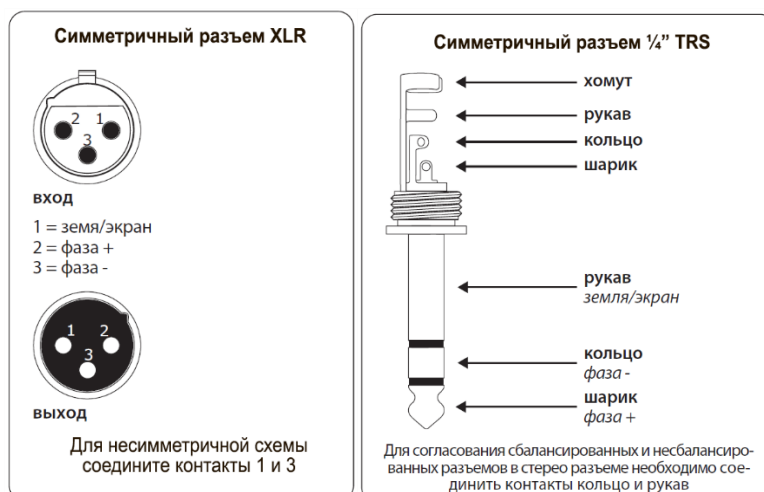 Симметричный разъем XLR
2 1
3
вход
1 =земя/экран
2 = фаза +
3 = фаза -
1 2
3
выход
Для несимметричной схемы
соедините контакты 1 и 3
Симметричный разъем ¼” TRS
хомут
рукав
кольцо
шарик
рукав
земля/экран
кольцо
фаза -
шарик
фаза +
Для согласования сбалансированных и несбалансиро-
ванных разъемов в стерео разъеме необходимо сое-
динить контакты кольцо и рукав